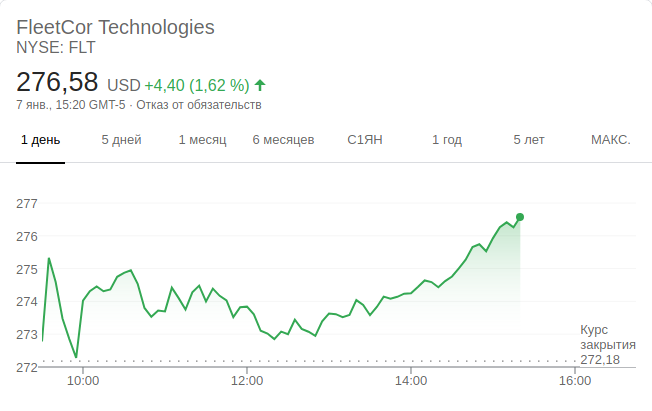 FleetCor Technologies
NYSE: FLT
276,58 USD +4,40 (1,62 %)
7 янв., 15:20 GMT-5 · Отказ от обязательств
1 день 5 дней 1 месяц 6 месяцев С1ЯН 1 год 5 лет МАКС.
277
276
275
274
273
272
Курс
закрытия
272,18
10:00 12:00 14:00 16:00